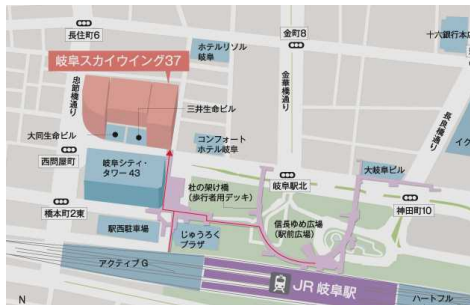 長住町6
金町8
十六銀行本
ホテルリソル
岐阜
岐阜スカイウイング37
忠節橋通り
金華橋通り
長良橋通り
三井生命ビル
大同生命ビル
コンフォート
ホテル岐阜
イク
西問屋町
岐阜シティ・
タワー43
大岐阜ビル
杜の架け橋
(歩行者用デッキ)
岐阜駅北
橋本町2東
神田町10
信長ゆめ広場
(駅前広場)
駅西駐車場
じゅうろく
プラザ
アクティブG
JR岐阜駅
N
ハートフル